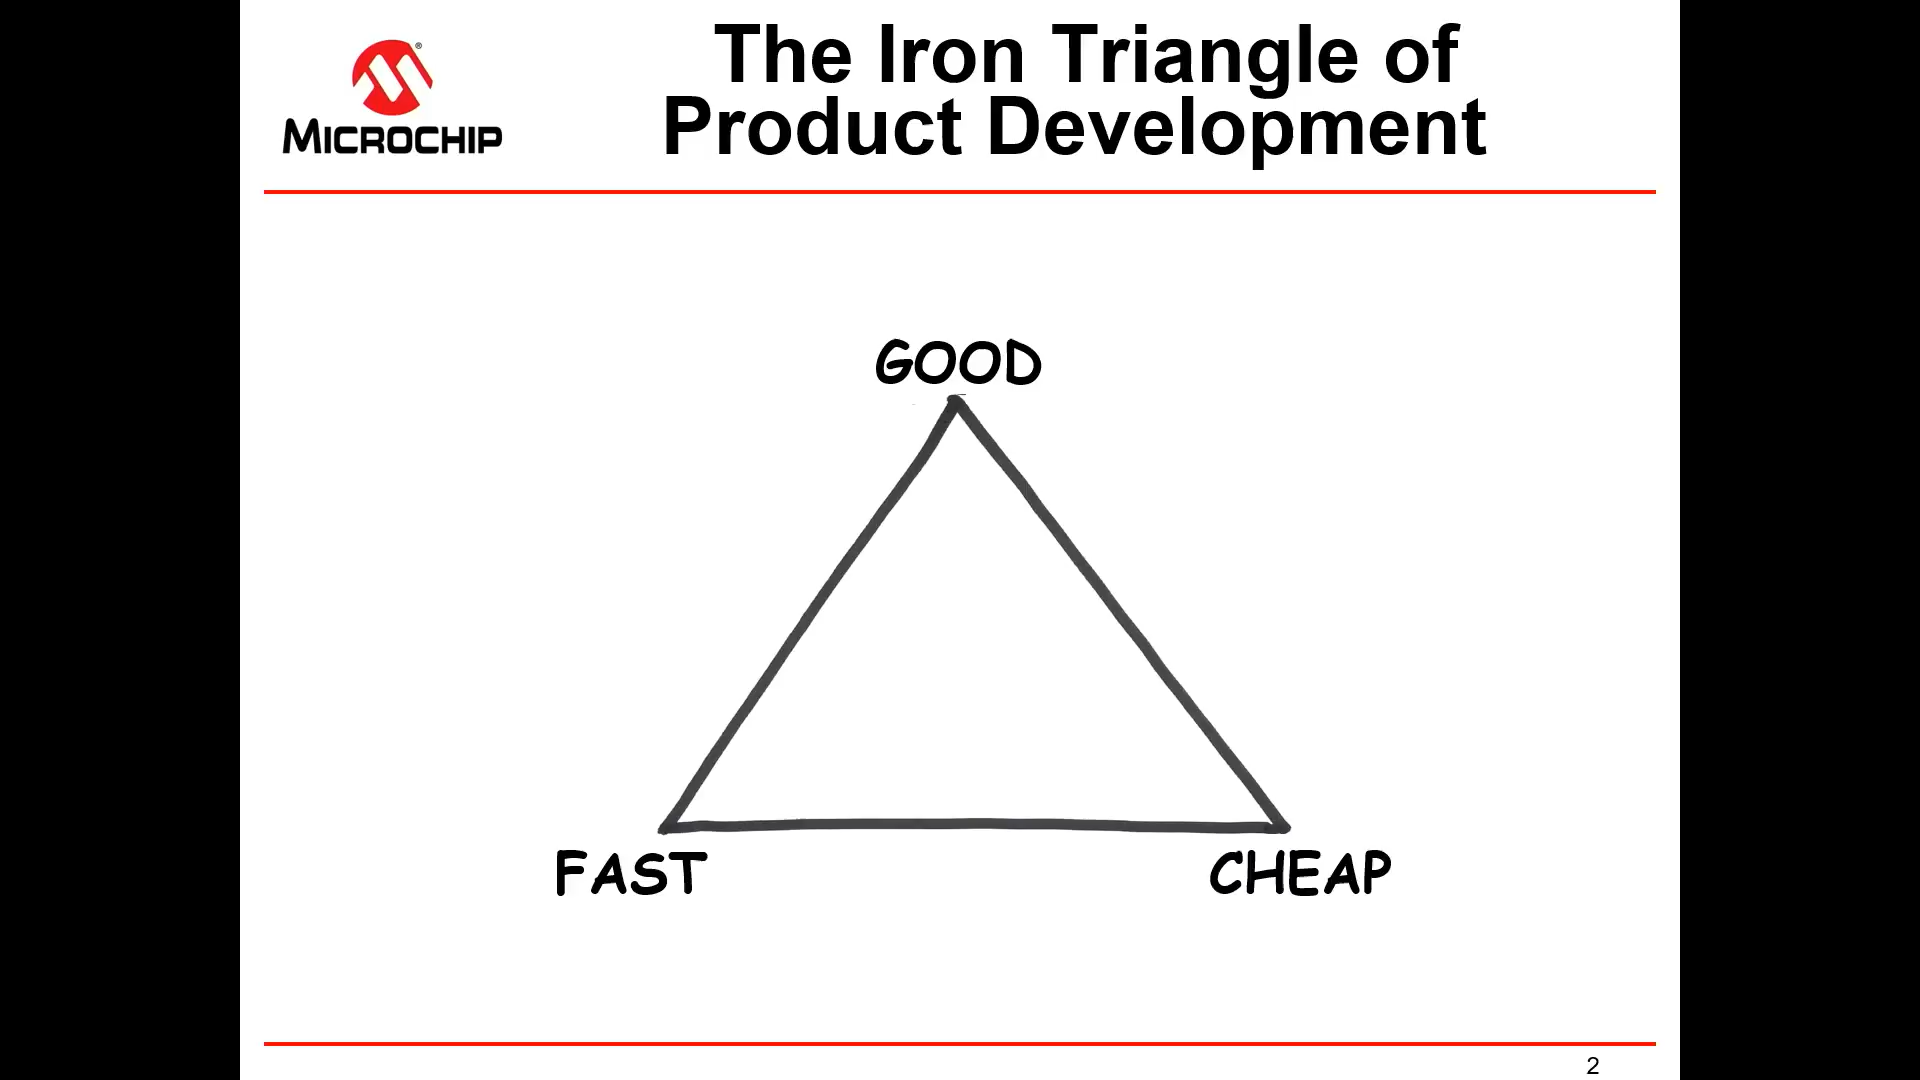 MICROCHIP
®
The Iron Triangle of
Product Development
GOOD
FAST
CHEAP
2